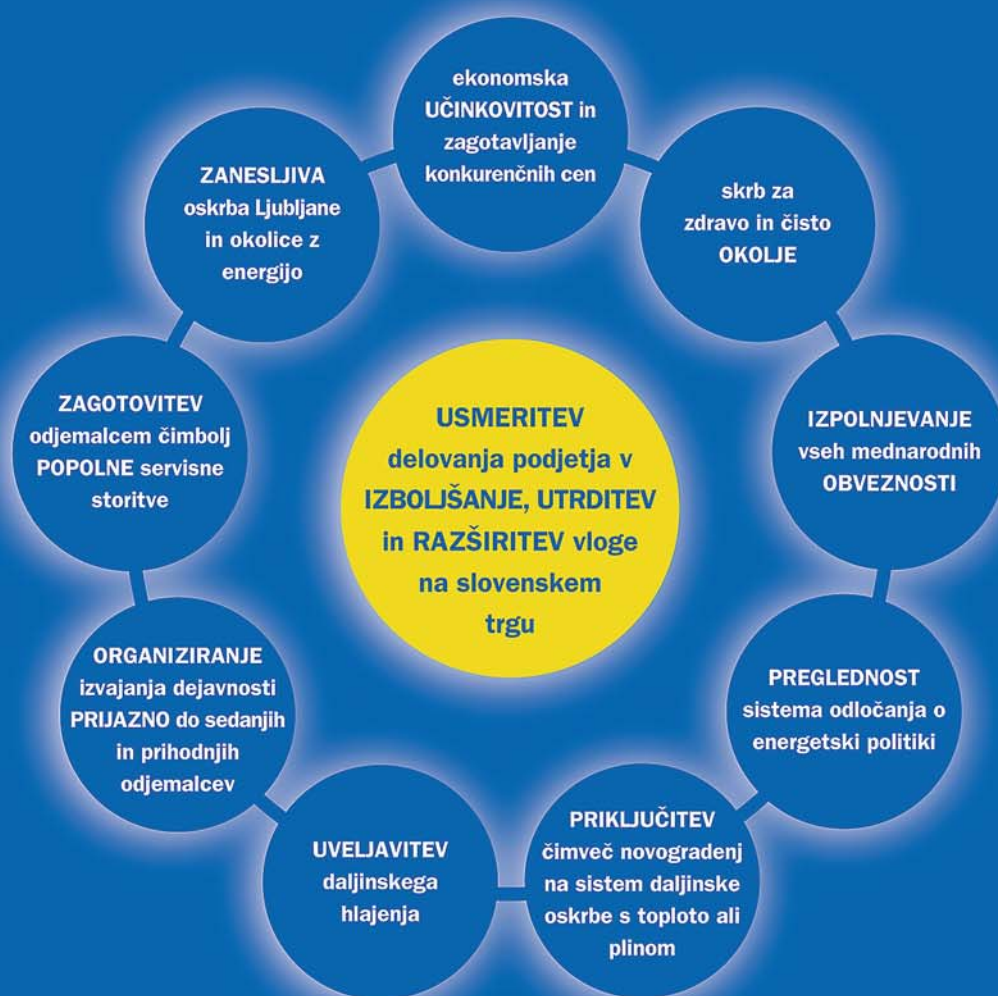 ekonomska
UČINKOVITOST in
zagotavljanje
konkurenčnih cen
skrb za
zdravo in čisto
OKOLJE
IZPOLNJEVANJE
vseh mednarodnih
OBVEZNOSTI
PREGLEDNOST
sistema odločanja o
energetski politiki
PRIKLJUČITEV
čimveč novogradenj
na sistem daljinske
oskrbe s toploto ali
plinom
UVELJAVITEV
daljinskega
hlajenja
ORGANIZIRANJE
izvajanja dejavnosti
PRIJAZNO do sedanjih
in prihodnjih
odjemalcev
ZAGOTOVITEV
odjemalcem čimbolj
POPOLNE servisne
storitve
ZANESLJIVA
oskrba Ljubljane
in okolice z
energijo
USMERITEV
delovanja podjetja v
IZBOLJŠANJE, UTRDITEV
in RAZŠIRITEV vloge
na slovenskem
trgu